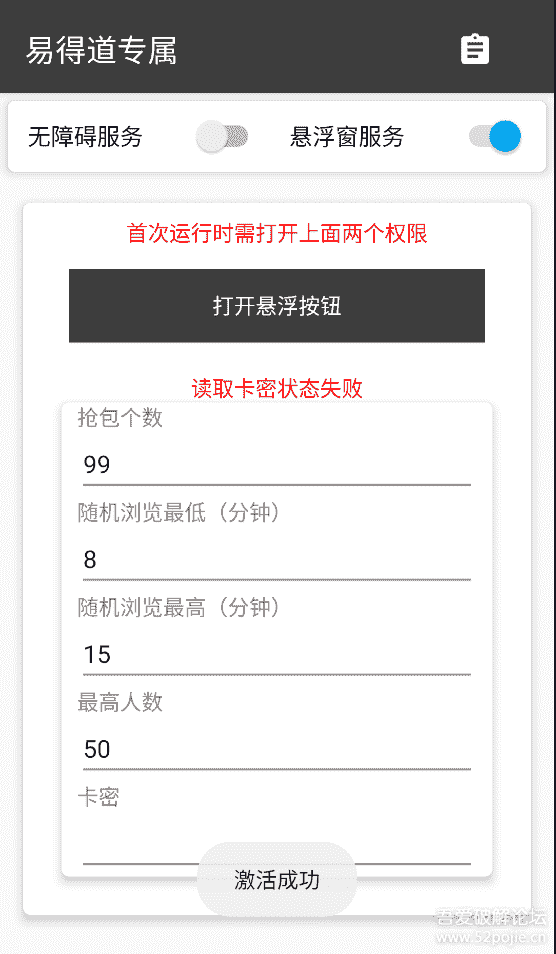 易得道专属
无障碍服务 悬浮窗服务
首次运行时需打开上面两个权限
打开悬浮按钮
读取卡密状态失败
抢包个数
99
随机浏览最低（分钟）
8
随机浏览最高（分钟）
15
最高人数
50
卡密
激活成功
吾爱破解论坛
www.52pojie.cn